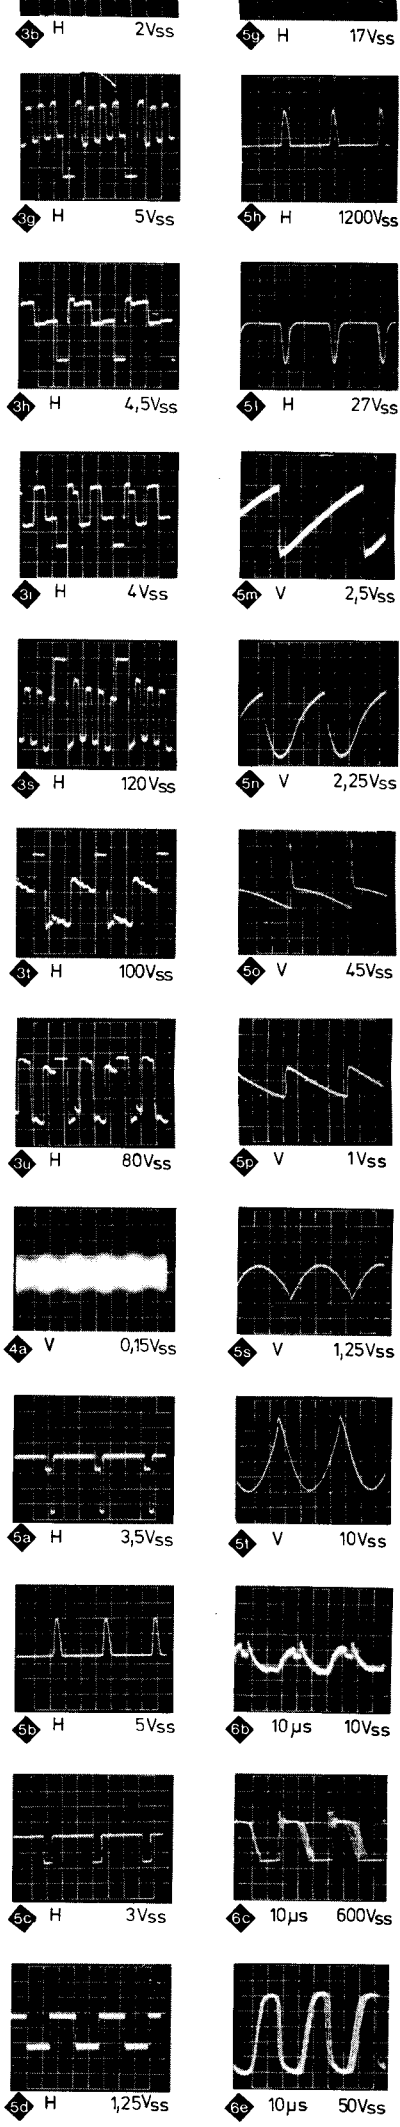 3b H 2Vss
3g H 5Vss
3h H 4,5Vss
3i H 4Vss
3s H 120Vss
3t H 100Vss
3u H 80Vss
4a V 0,15Vss
5a H 3,5Vss
5b H 5Vss
5c H 3Vss
5d H 1,25Vss
5g H 17Vss
5h H 1200Vss
5l H 27Vss
5m V 2,5Vss
5n V 2,25Vss
5o V 45Vss
5p V 1Vss
5s V 1,25Vss
5t V 10Vss
6b 10µs 10Vss
6c 10µs 600Vss
6e 10µs 50Vss